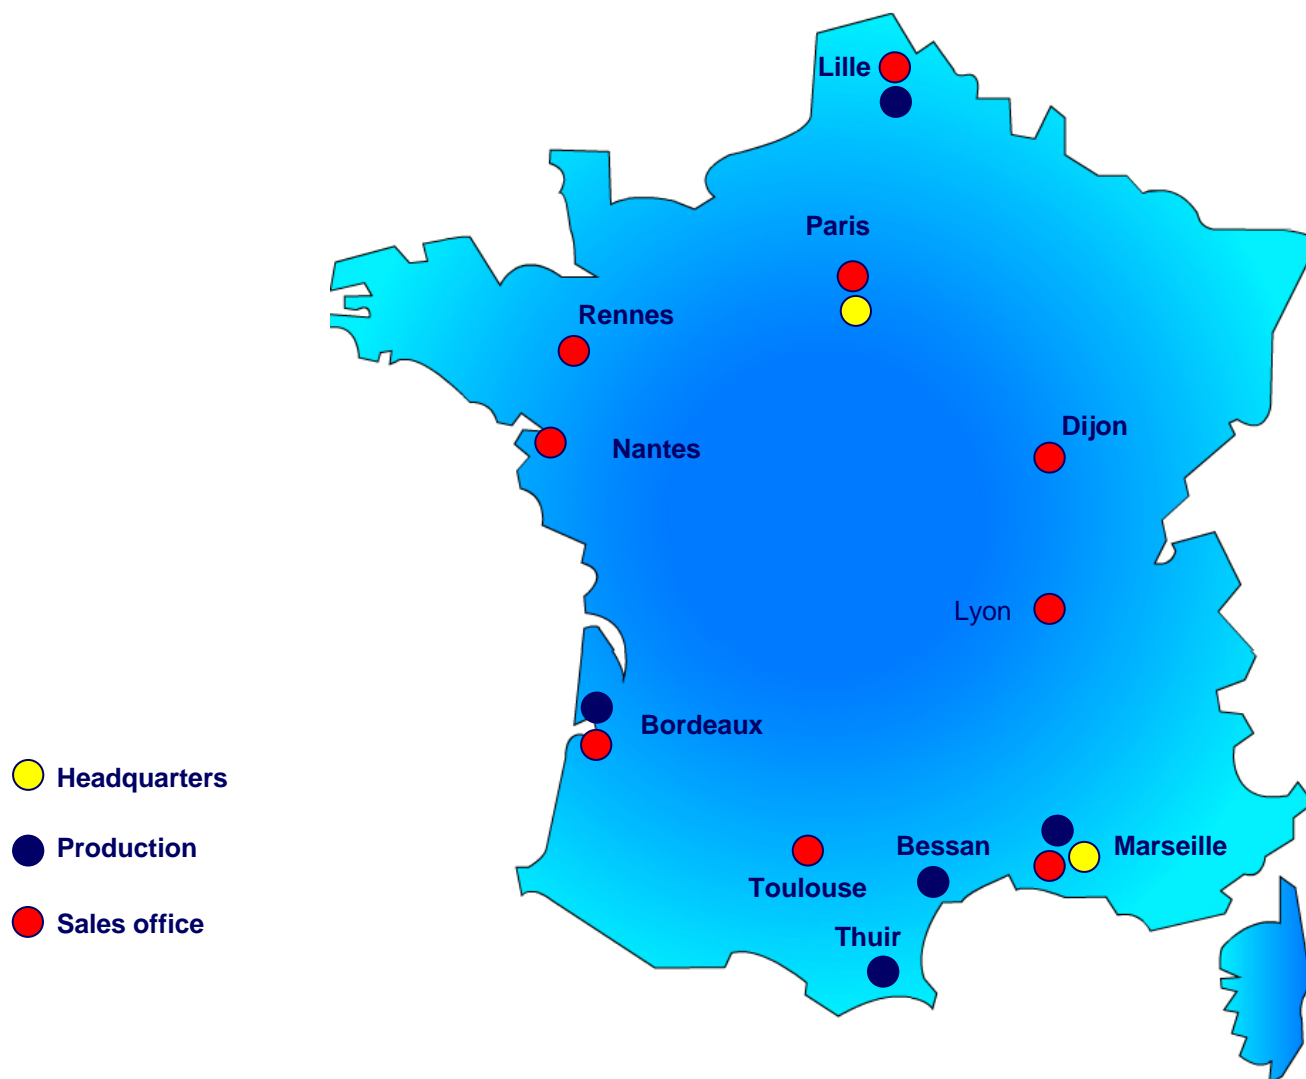 Lille
Paris
Rennes
Dijon
Nantes
Lyon
Bordeaux
Headquarters
Production
Bessan
Marseille
Toulouse
Sales office
Thuir